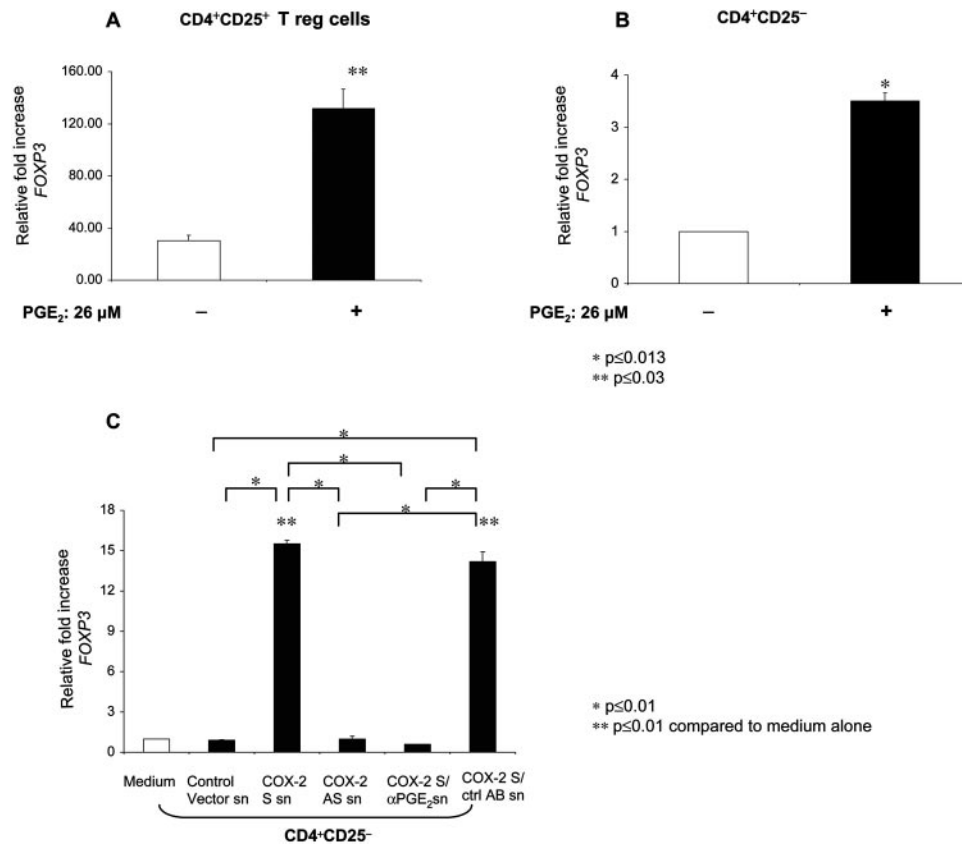 A
CD4⁺CD25⁺ T reg cells
160.00
120.00
80.00
40.00
0.00
Relative fold increase
FOXP3
**
PGE₂: 26 µM
–
+
B
CD4⁺CD25⁻
4
3
2
1
0
Relative fold increase
FOXP3
*
PGE₂: 26 µM
–
+
* p≤0.013
** p≤0.03
C
*
*
* * *
*
** **
18
15
12
9
6
3
0
Relative fold increase
FOXP3
Medium
Control
Vector sn
COX-2
S sn
COX-2
AS sn
COX-2 S/
αPGE₂sn
COX-2 S/
ctrl AB sn
CD4⁺CD25⁻
* p≤0.01
** p≤0.01 compared to medium alone